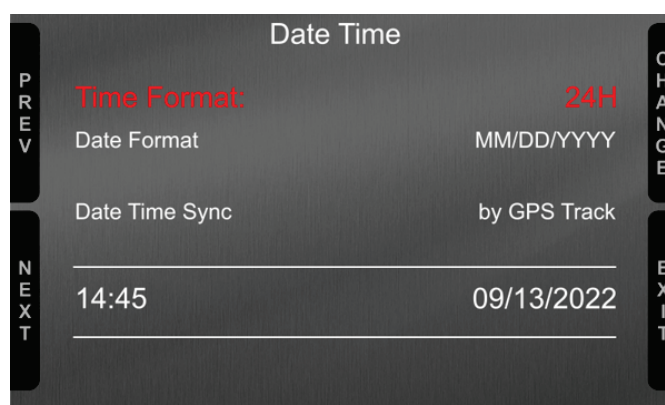 Date Time
PREV
CHANGE
Time Format: 24H
Date Format MM/DD/YYYY
Date Time Sync by GPS Track
NEXT
EXIT
14:45 09/13/2022